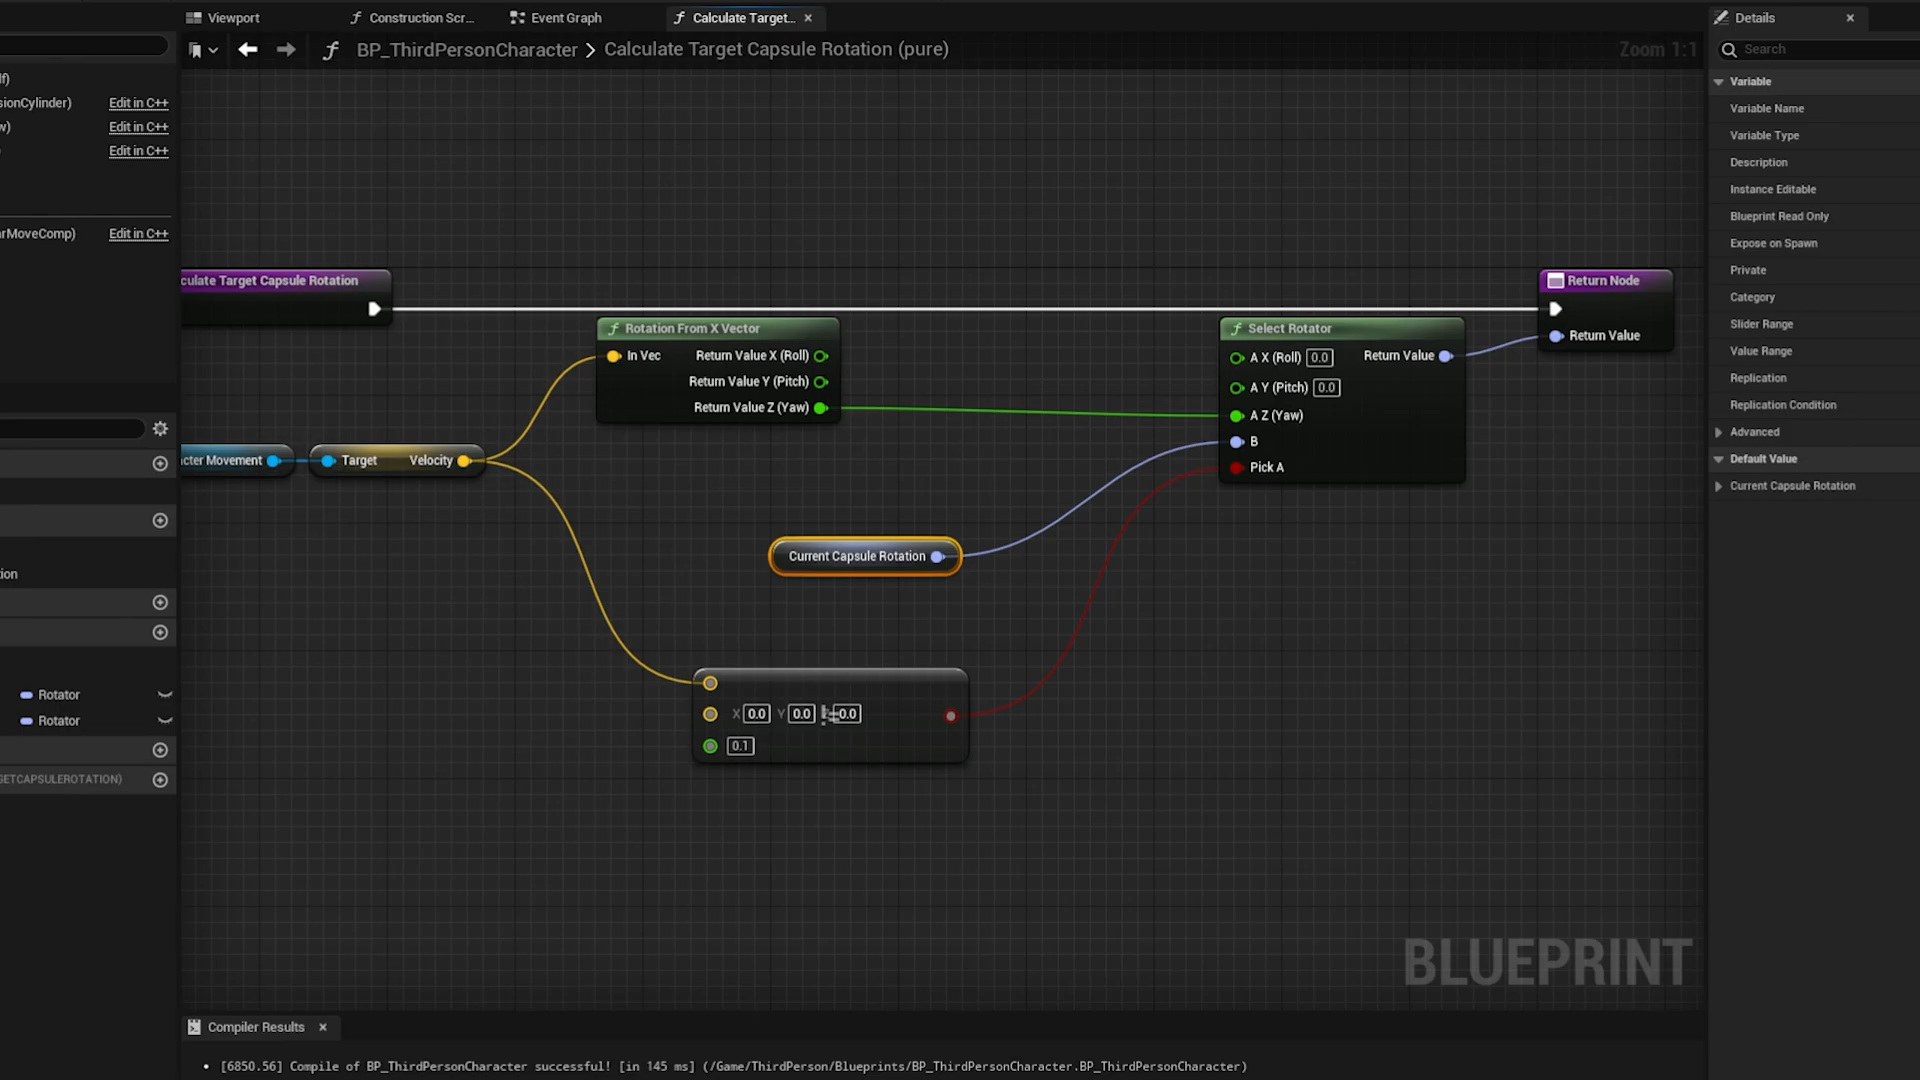 Viewport
Construction Scr...
Event Graph
Calculate Target...
BP_ThirdPersonCharacter > Calculate Target Capsule Rotation (pure)
Zoom 1:1
lf)
sionCylinder) Edit in C++
w) Edit in C++
Edit in C++
arMoveComp) Edit in C++
tion
Rotator
Rotator
GETCAPSULEROTATION)
culate Target Capsule Rotation
Rotation From X Vector
In Vec Return Value X (Roll)
Return Value Y (Pitch)
Return Value Z (Yaw)
acter Movement
Target Velocity
Current Capsule Rotation
X 0.0 Y 0.0 != 0.0
0.1
Select Rotator
A X (Roll) 0.0 Return Value
A Y (Pitch) 0.0
A Z (Yaw)
B
Pick A
Return Node
Return Value
BLUEPRINT
Compiler Results
[6850.56] Compile of BP_ThirdPersonCharacter successful! [in 145 ms] (/Game/ThirdPerson/Blueprints/BP_ThirdPersonCharacter.BP_ThirdPersonCharacter)
Details
Search
Variable
Variable Name
Variable Type
Description
Instance Editable
Blueprint Read Only
Expose on Spawn
Private
Category
Slider Range
Value Range
Replication
Replication Condition
Advanced
Default Value
Current Capsule Rotation